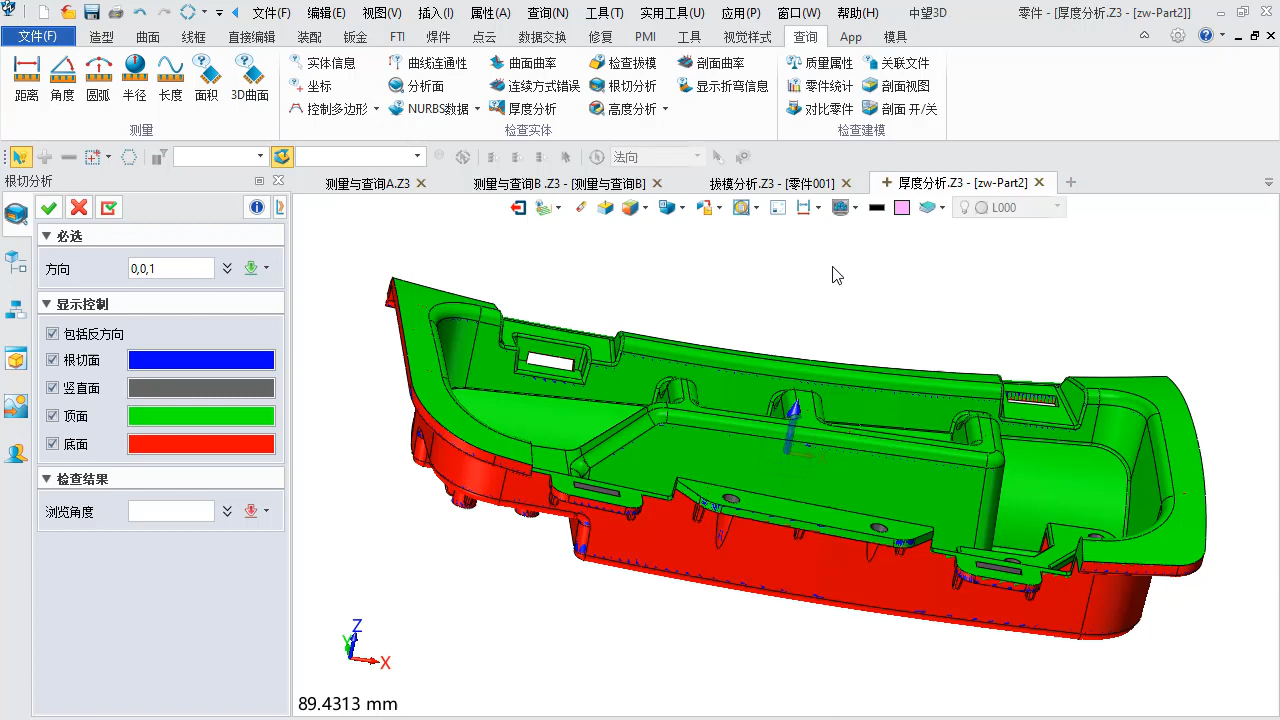 文件(F) 编辑(E) 视图(V) 插入(I) 属性(A) 查询(N) 工具(T) 实用工具(U) 应用(P) 窗口(W) 帮助(H) 中望3D 零件 - [厚度分析.Z3 - [zw-Part2]]
文件(F) 造型 曲面 线框 直接编辑 装配 钣金 FTI 焊件 点云 数据交换 修复 PMI 工具 视觉样式 查询 App 模具
实体信息 曲线连通性 曲面曲率 检查拔模 剖面曲率 质量属性 关联文件
距离 角度 圆弧 半径 长度 面积 3D曲面 坐标 分析面 连续方式错误 根切分析 显示折弯信息 零件统计 剖面视图
控制多边形 NURBS数据 厚度分析 高度分析 对比零件 剖面 开/关
测量 检查实体 检查建模
法向
根切分析 测量与查询A.Z3 测量与查询B .Z3 - [测量与查询B] 拔模分析.Z3 - [零件001] 厚度分析.Z3 - [zw-Part2]
L000
必选
方向 0,0,1
显示控制
包括反方向
根切面
竖直面
顶面
底面
检查结果
浏览角度
Z
Y
X
89.4313 mm